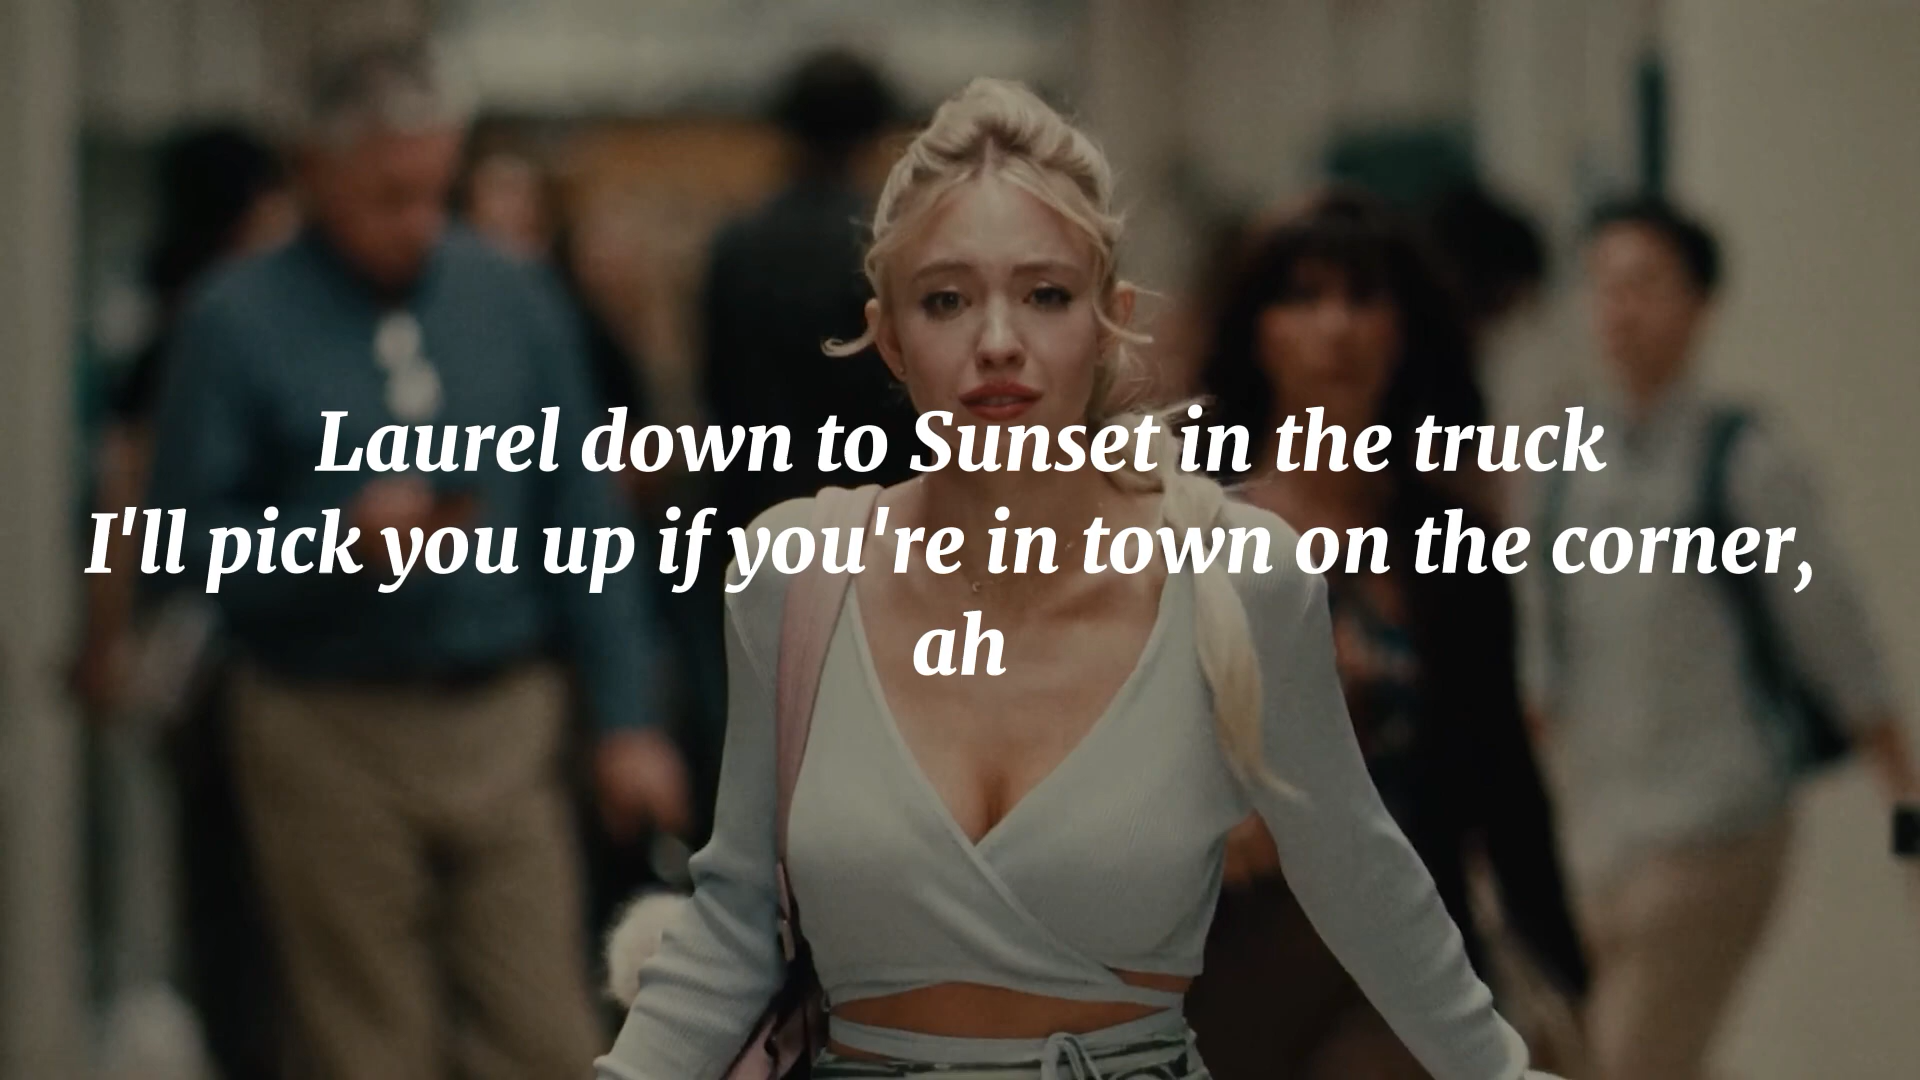 Laurel down to Sunset in the truck
I'll pick you up if you're in town on the corner,
ah